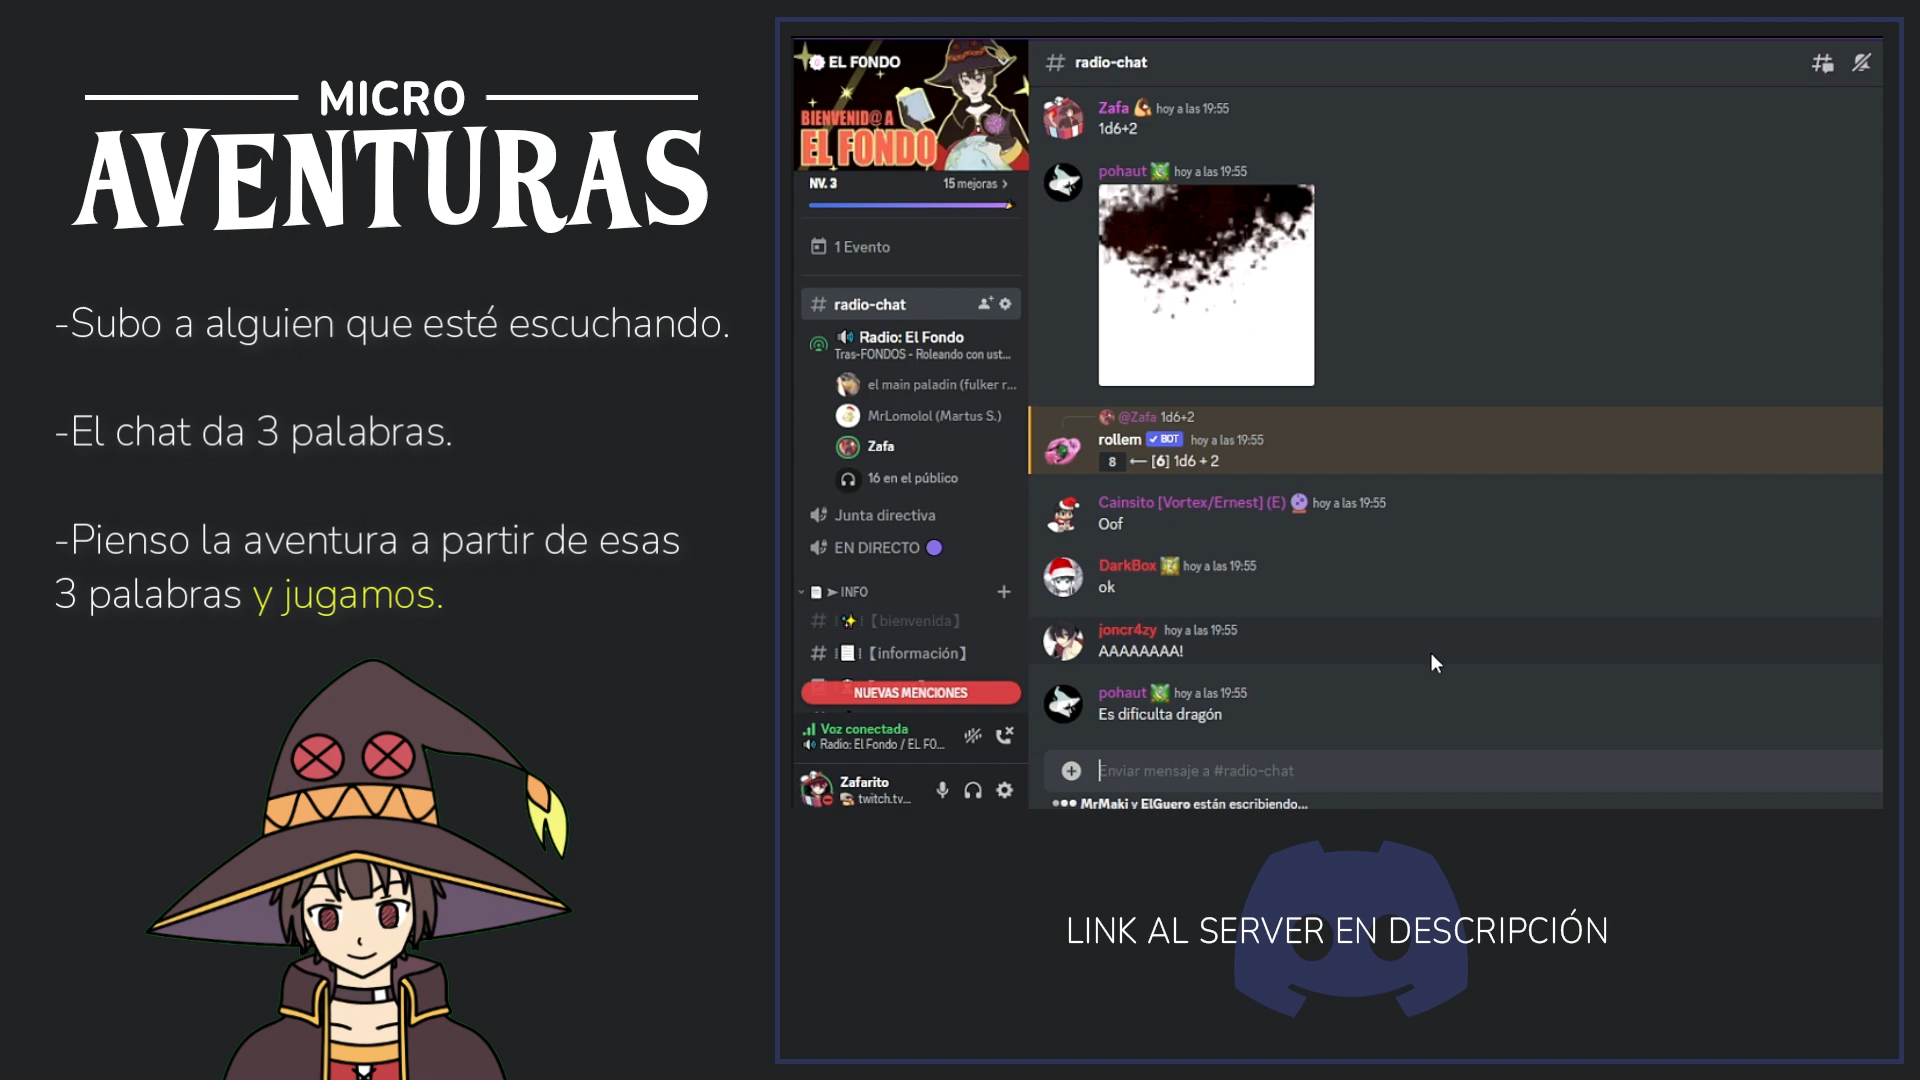 MICRO
AVENTURAS
-Subo a alguien que esté escuchando.
-El chat da 3 palabras.
-Pienso la aventura a partir de esas
3 palabras y jugamos.
EL FONDO
BIENVENID@ A
EL FONDO
NV. 3
15 mejoras
1 Evento
radio-chat
Radio: El Fondo
Tras-FONDOS - Roleando con ust...
el main paladin (fulker r...
MrLomolol (Martus S.)
Zafa
16 en el público
Junta directiva
EN DIRECTO
INFO
【bienvenida】
【información】
NUEVAS MENCIONES
Voz conectada
Radio: El Fondo / EL FO...
Zafarito
twitch.tv...
radio-chat
Zafa hoy a las 19:55
1d6+2
pohaut hoy a las 19:55
@Zafa 1d6+2
rollem BOT hoy a las 19:55
8 ⟵ [6] 1d6 + 2
Cainsito [Vortex/Ernest] (E) hoy a las 19:55
Oof
DarkBox hoy a las 19:55
ok
joncr4zy hoy a las 19:55
AAAAAAAA!
pohaut hoy a las 19:55
Es dificulta dragón
Enviar mensaje a #radio-chat
MrMaki y ElGuero están escribiendo...
LINK AL SERVER EN DESCRIPCIÓN